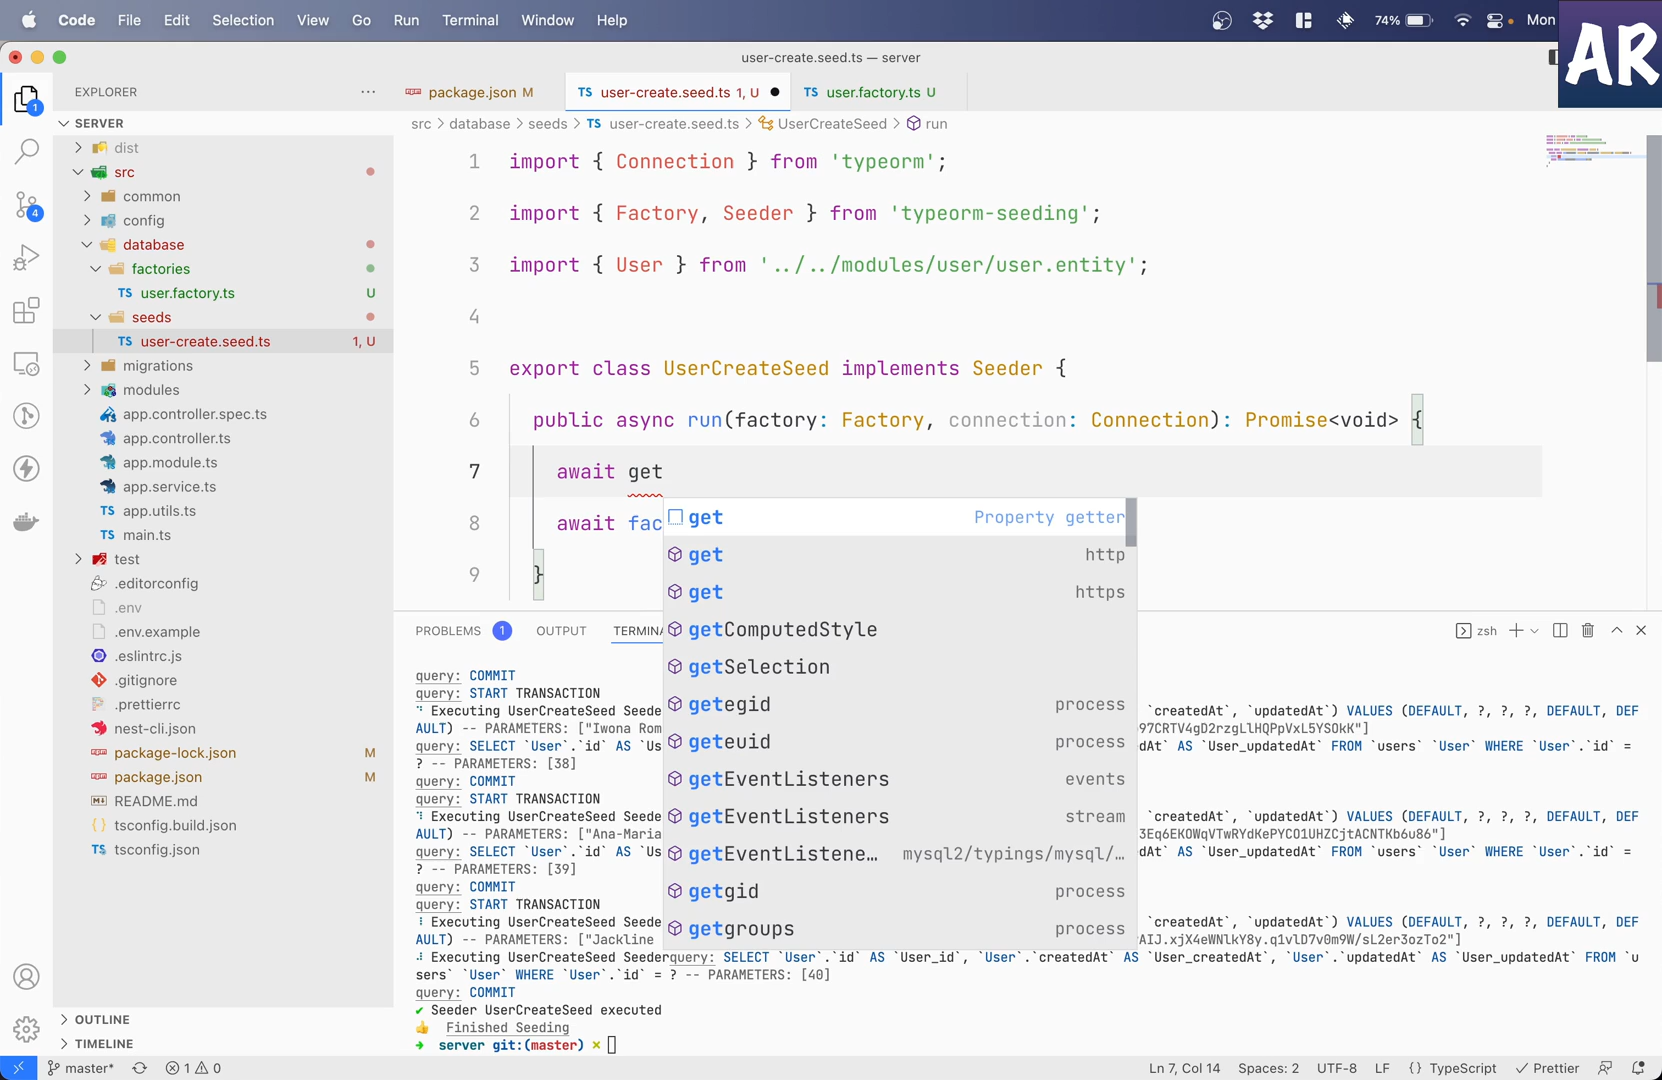 Code File Edit Selection View Go Run Terminal Window Help 74% Mon
AR
user-create.seed.ts — server
EXPLORER ···
package.json M
TS user-create.seed.ts 1, U
TS user.factory.ts U
src > database > seeds > TS user-create.seed.ts > UserCreateSeed > run
SERVER
dist
src
common
config
database
factories
TS user.factory.ts U
seeds
TS user-create.seed.ts 1, U
migrations
modules
app.controller.spec.ts
app.controller.ts
app.module.ts
app.service.ts
TS app.utils.ts
TS main.ts
test
.editorconfig
.env
.env.example
.eslintrc.js
.gitignore
.prettierrc
nest-cli.json
package-lock.json M
package.json M
README.md
tsconfig.build.json
TS tsconfig.json
OUTLINE
TIMELINE
1
4
1 import { Connection } from 'typeorm';
2 import { Factory, Seeder } from 'typeorm-seeding';
3 import { User } from '../../modules/user/user.entity';
4
5 export class UserCreateSeed implements Seeder {
6 public async run(factory: Factory, connection: Connection): Promise<void> {
7 await get
8 await fac
9 }
get Property getter
get http
get https
getComputedStyle
getSelection
getegid process
geteuid process
getEventListeners events
getEventListeners stream
getEventListene… mysql2/typings/mysql/…
getgid process
getgroups process
PROBLEMS 1 OUTPUT TERMINA zsh
query: COMMIT
query: START TRANSACTION
Executing UserCreateSeed Seede `createdAt`, `updatedAt`) VALUES (DEFAULT, ?, ?, ?, DEFAULT, DEF
AULT) -- PARAMETERS: ["Iwona Rom 97CRTV4gD2rzgLlHQPpVxL5YSOkK"]
query: SELECT `User`.`id` AS `Us edAt` AS `User_updatedAt` FROM `users` `User` WHERE `User`.`id` =
? -- PARAMETERS: [38]
query: COMMIT
query: START TRANSACTION
Executing UserCreateSeed Seede `createdAt`, `updatedAt`) VALUES (DEFAULT, ?, ?, ?, DEFAULT, DEF
AULT) -- PARAMETERS: ["Ana-Maria 3Eq6EKOWqVTwRYdKePYCO1UHZCjtACNTKb6u86"]
query: SELECT `User`.`id` AS `Us edAt` AS `User_updatedAt` FROM `users` `User` WHERE `User`.`id` =
? -- PARAMETERS: [39]
query: COMMIT
query: START TRANSACTION
Executing UserCreateSeed Seede `createdAt`, `updatedAt`) VALUES (DEFAULT, ?, ?, ?, DEFAULT, DEF
AULT) -- PARAMETERS: ["Jackline AIJ.xjX4eWNlkY8y.q1vlD7v0m9W/sL2er3ozTo2"]
Executing UserCreateSeed Seederquery: SELECT `User`.`id` AS `User_id`, `User`.`createdAt` AS `User_createdAt`, `User`.`updatedAt` AS `User_updatedAt` FROM `u
sers` `User` WHERE `User`.`id` = ? -- PARAMETERS: [40]
query: COMMIT
✔ Seeder UserCreateSeed executed
👍 Finished Seeding
➜ server git:(master) ✗
master* 1 0 Ln 7, Col 14 Spaces: 2 UTF-8 LF {} TypeScript Prettier